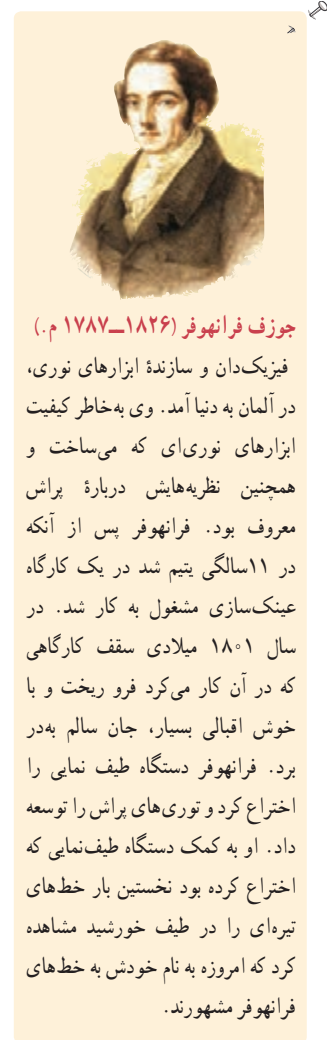 جوزف فرانهوفر (۱۸۲۶ــ۱۷۸۷ م.)
فیزیک‌دان و سازندهٔ ابزارهای نوری،
در آلمان به دنیا آمد. وی به‌خاطر کیفیت
ابزارهای نوری‌ای که می‌ساخت و
همچنین نظریه‌هایش دربارهٔ پراش
معروف بود. فرانهوفر پس از آنکه
در ۱۱سالگی یتیم شد در یک کارگاه
عینک‌سازی مشغول به کار شد. در
سال ۱۸۰۱ میلادی سقف کارگاهی
که در آن کار می‌کرد فرو ریخت و با
خوش اقبالی بسیار، جان سالم به‌در
برد. فرانهوفر دستگاه طیف نمایی را
اختراع کرد و توری‌های پراش را توسعه
داد. او به کمک دستگاه طیف‌نمایی که
اختراع کرده بود نخستین بار خط‌های
تیره‌ای را در طیف خورشید مشاهده
کرد که امروزه به نام خودش به خط‌های
فرانهوفر مشهورند.